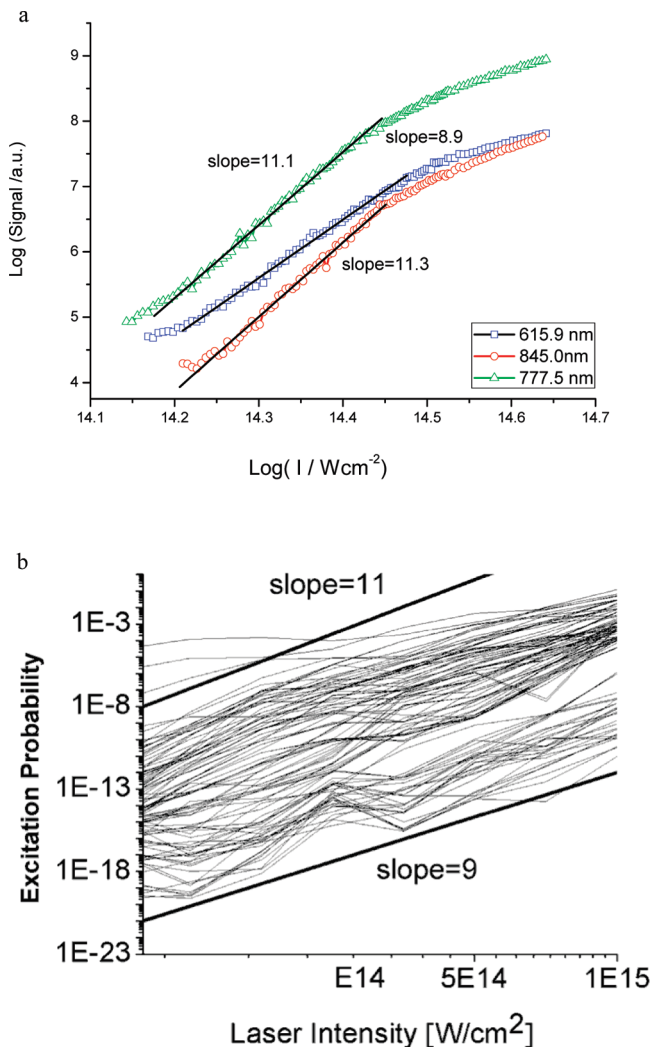 a
9
8
7
6
5
4
Log (Signal /a.u.)
slope=11.1
slope=8.9
slope=11.3
615.9 nm
845.0nm
777.5 nm
14.1 14.2 14.3 14.4 14.5 14.6 14.7
Log( I / Wcm⁻²)
b
slope=11
1E-3
1E-8
1E-13
1E-18
1E-23
Excitation Probability
slope=9
E14 5E14 1E15
Laser Intensity [W/cm²]